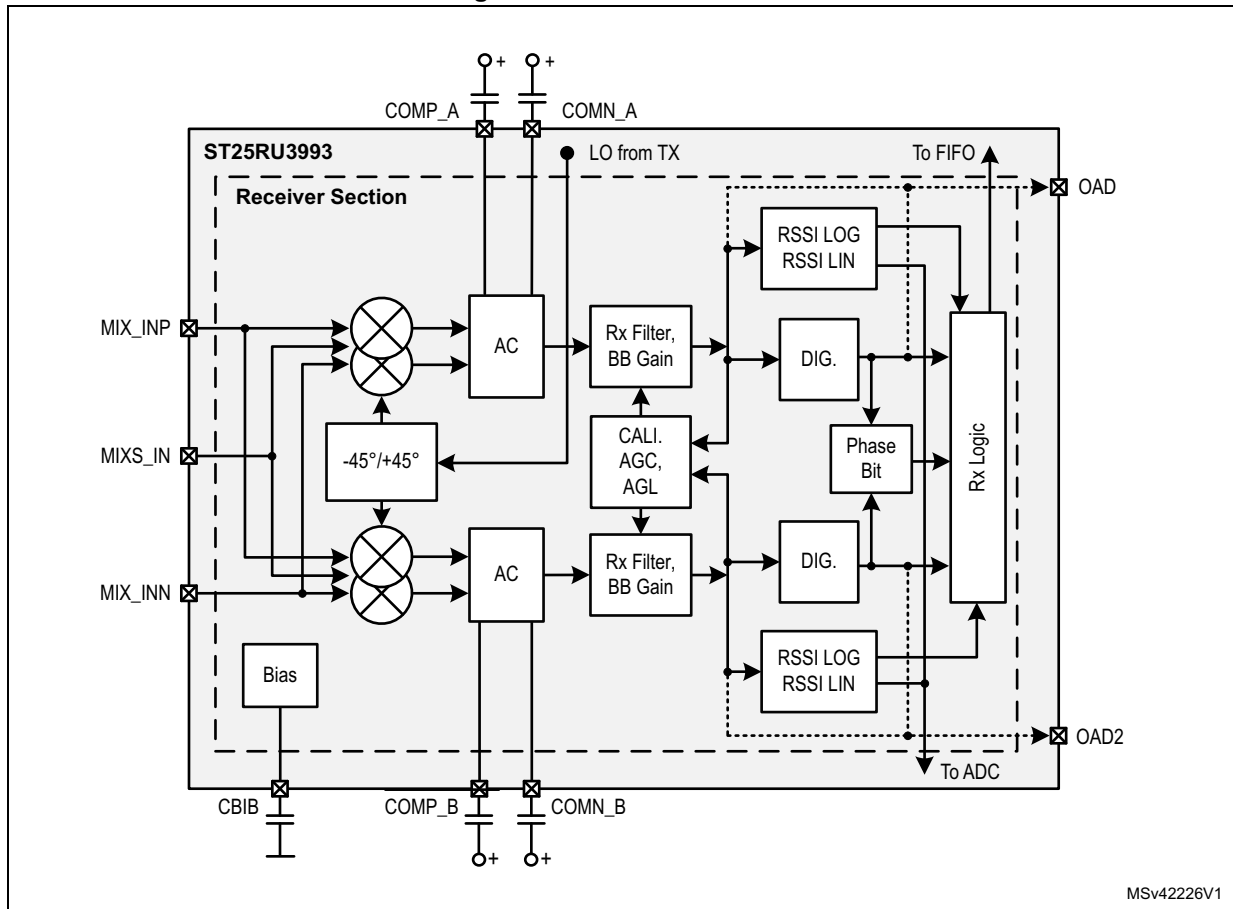 COMP_A
COMN_A
ST25RU3993
LO from TX
To FIFO
OAD
Receiver Section
RSSI LOG
RSSI LIN
MIX_INP
AC
Rx Filter,
BB Gain
DIG.
MIXS_IN
-45°/+45°
CALI.
AGC,
AGL
Phase
Bit
Rx Logic
MIX_INN
AC
Rx Filter,
BB Gain
DIG.
Bias
RSSI LOG
RSSI LIN
OAD2
To ADC
CBIB
COMP_B
COMN_B
MSv42226V1